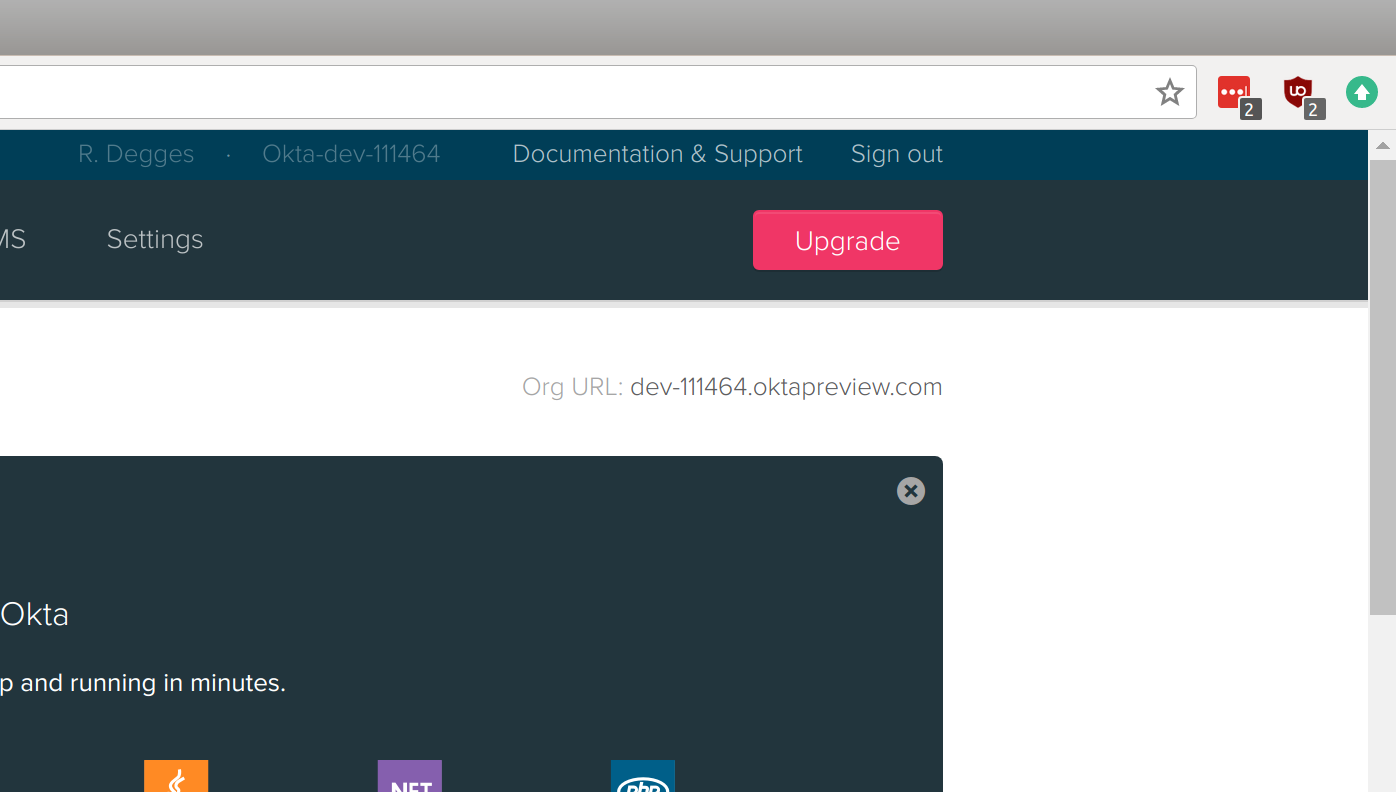 2 2
R. Degges · Okta-dev-111464 Documentation & Support Sign out
MS Settings Upgrade
Org URL: dev-111464.oktapreview.com
Okta
p and running in minutes.
.NET php